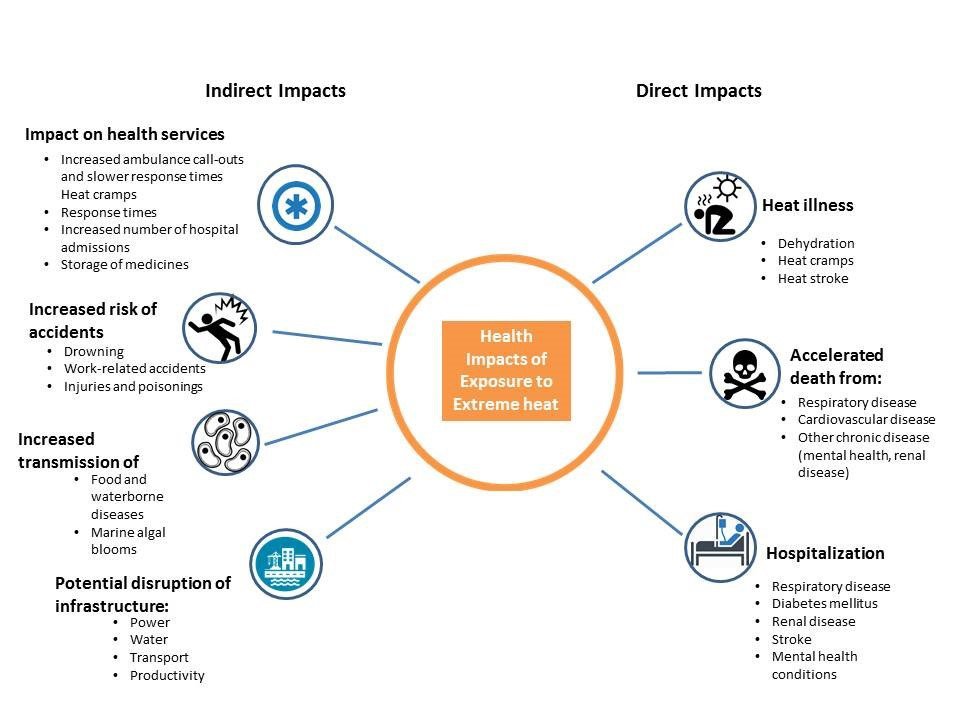 Indirect Impacts
Direct Impacts
Impact on health services
• Increased ambulance call-outs
and slower response times
Heat cramps
• Response times
• Increased number of hospital
admissions
• Storage of medicines
Increased risk of
accidents
• Drowning
• Work-related accidents
• Injuries and poisonings
Increased
transmission of
• Food and
waterborne
diseases
• Marine algal
blooms
Potential disruption of
infrastructure:
• Power
• Water
• Transport
• Productivity
Health
Impacts of
Exposure to
Extreme heat
Heat illness
• Dehydration
• Heat cramps
• Heat stroke
Accelerated
death from:
• Respiratory disease
• Cardiovascular disease
• Other chronic disease
(mental health, renal
disease)
Hospitalization
• Respiratory disease
• Diabetes mellitus
• Renal disease
• Stroke
• Mental health
conditions